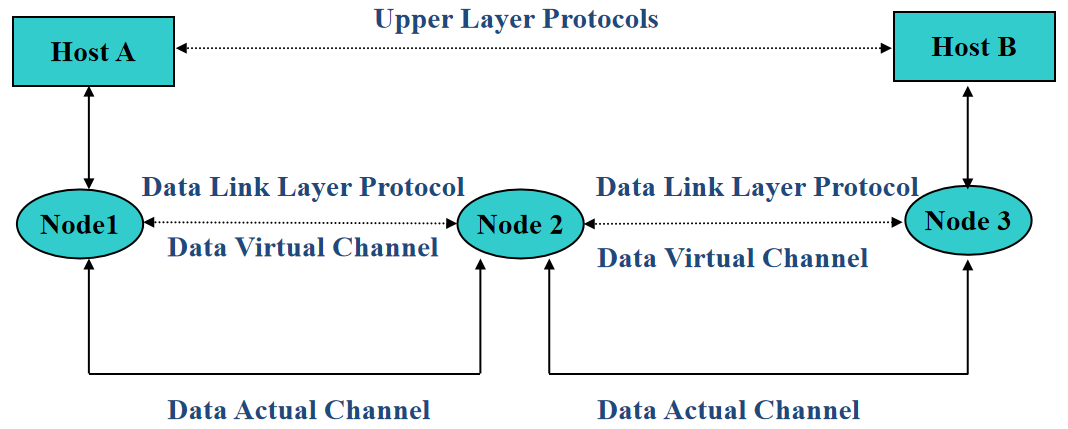 Upper Layer Protocols
Host A
Host B
Data Link Layer Protocol
Data Link Layer Protocol
Node1
Node 2
Node 3
Data Virtual Channel
Data Virtual Channel
Data Actual Channel
Data Actual Channel